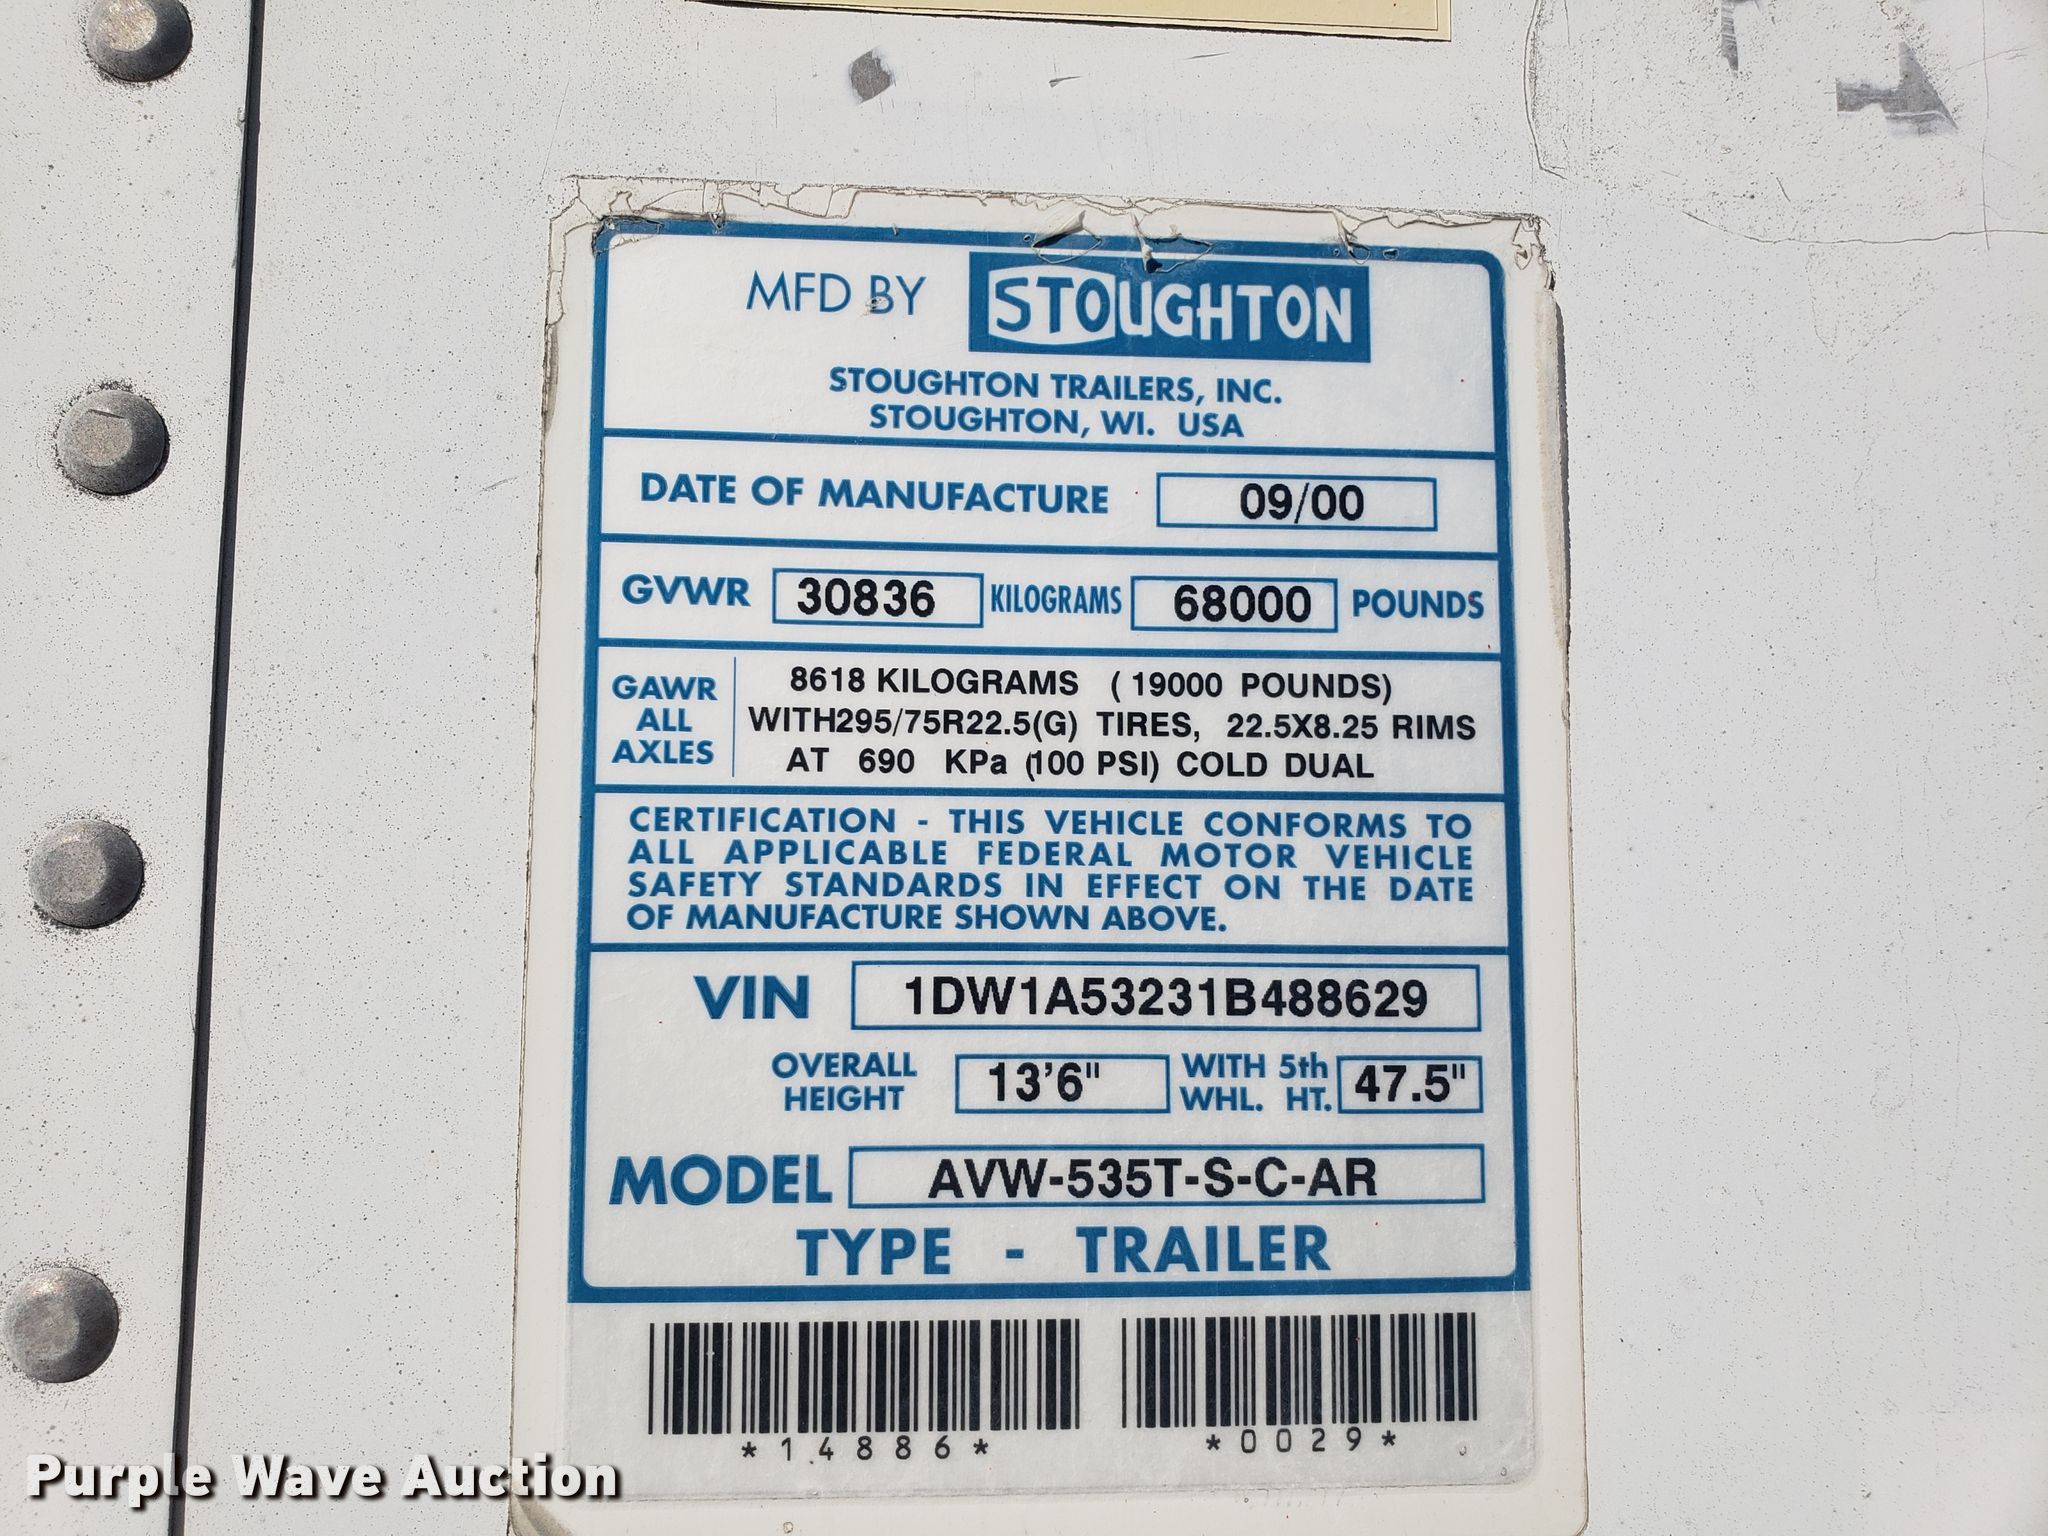 MFD BY STOUGHTON
STOUGHTON TRAILERS, INC.
STOUGHTON, WI. USA
DATE OF MANUFACTURE 09/00
GVWR 30836 KILOGRAMS 68000 POUNDS
GAWR ALL AXLES
8618 KILOGRAMS (19000 POUNDS)
WITH295/75R22.5(G) TIRES, 22.5X8.25 RIMS
AT 690 KPa (100 PSI) COLD DUAL
CERTIFICATION - THIS VEHICLE CONFORMS TO
ALL APPLICABLE FEDERAL MOTOR VEHICLE
SAFETY STANDARDS IN EFFECT ON THE DATE
OF MANUFACTURE SHOWN ABOVE.
VIN 1DW1A53231B488629
OVERALL HEIGHT 13'6" WITH 5th WHL. HT. 47.5"
MODEL AVW-535T-S-C-AR
TYPE - TRAILER
*14886* *0029*
Purple Wave Auction